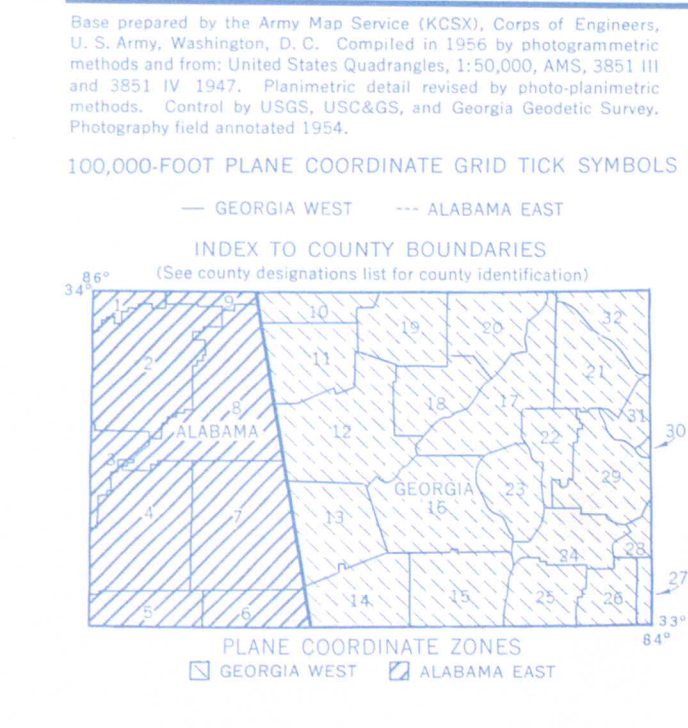 Base prepared by the Army Map Service (KCSX), Corps of Engineers,
U. S. Army, Washington, D. C. Compiled in 1956 by photogrammetric
methods and from: United States Quadrangles, 1:50,000, AMS, 3851 III
and 3851 IV 1947. Planimetric detail revised by photo-planimetric
methods. Control by USGS, USC&GS, and Georgia Geodetic Survey.
Photography field annotated 1954.
100,000-FOOT PLANE COORDINATE GRID TICK SYMBOLS
— GEORGIA WEST --- ALABAMA EAST
INDEX TO COUNTY BOUNDARIES
(See county designations list for county identification)
86°
34°
1 9 10 19 20 32
2 11 21
8 18 17 31
ALABAMA 12 22 30
3 29
GEORGIA 23
4 7 13 16
24 28
27
5 6 14 15 25 26
33°
84°
PLANE COORDINATE ZONES
GEORGIA WEST ALABAMA EAST